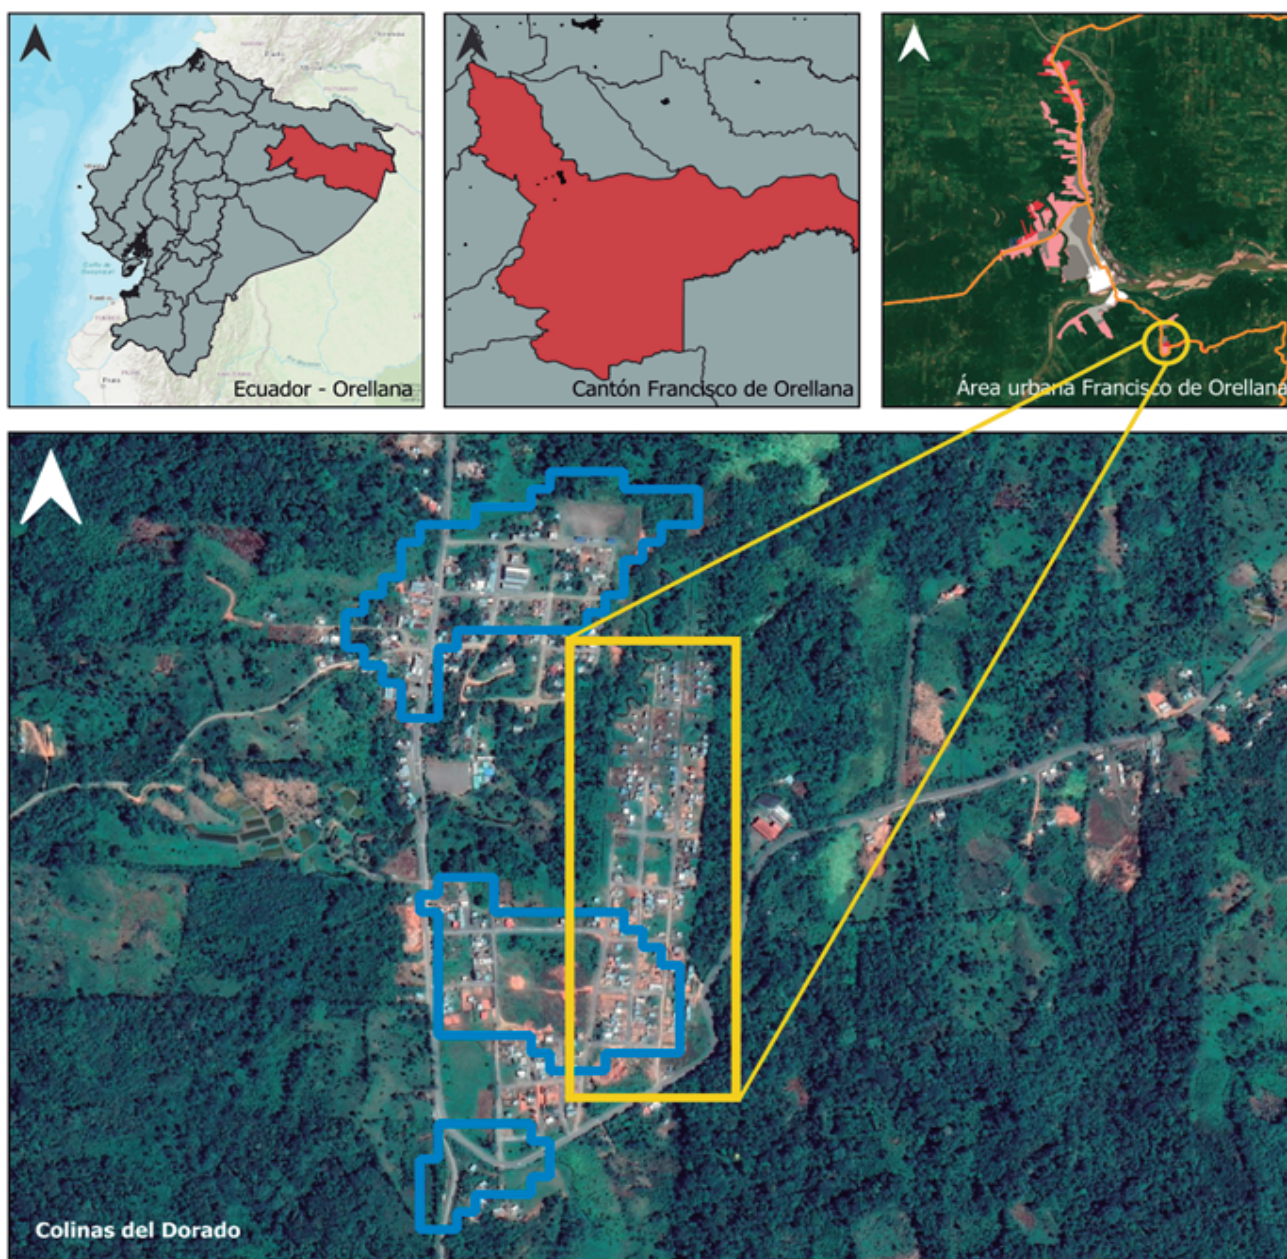 Ecuador - Orellana
Cantón Francisco de Orellana
Área urbana Francisco de Orellana
Colinas del Dorado